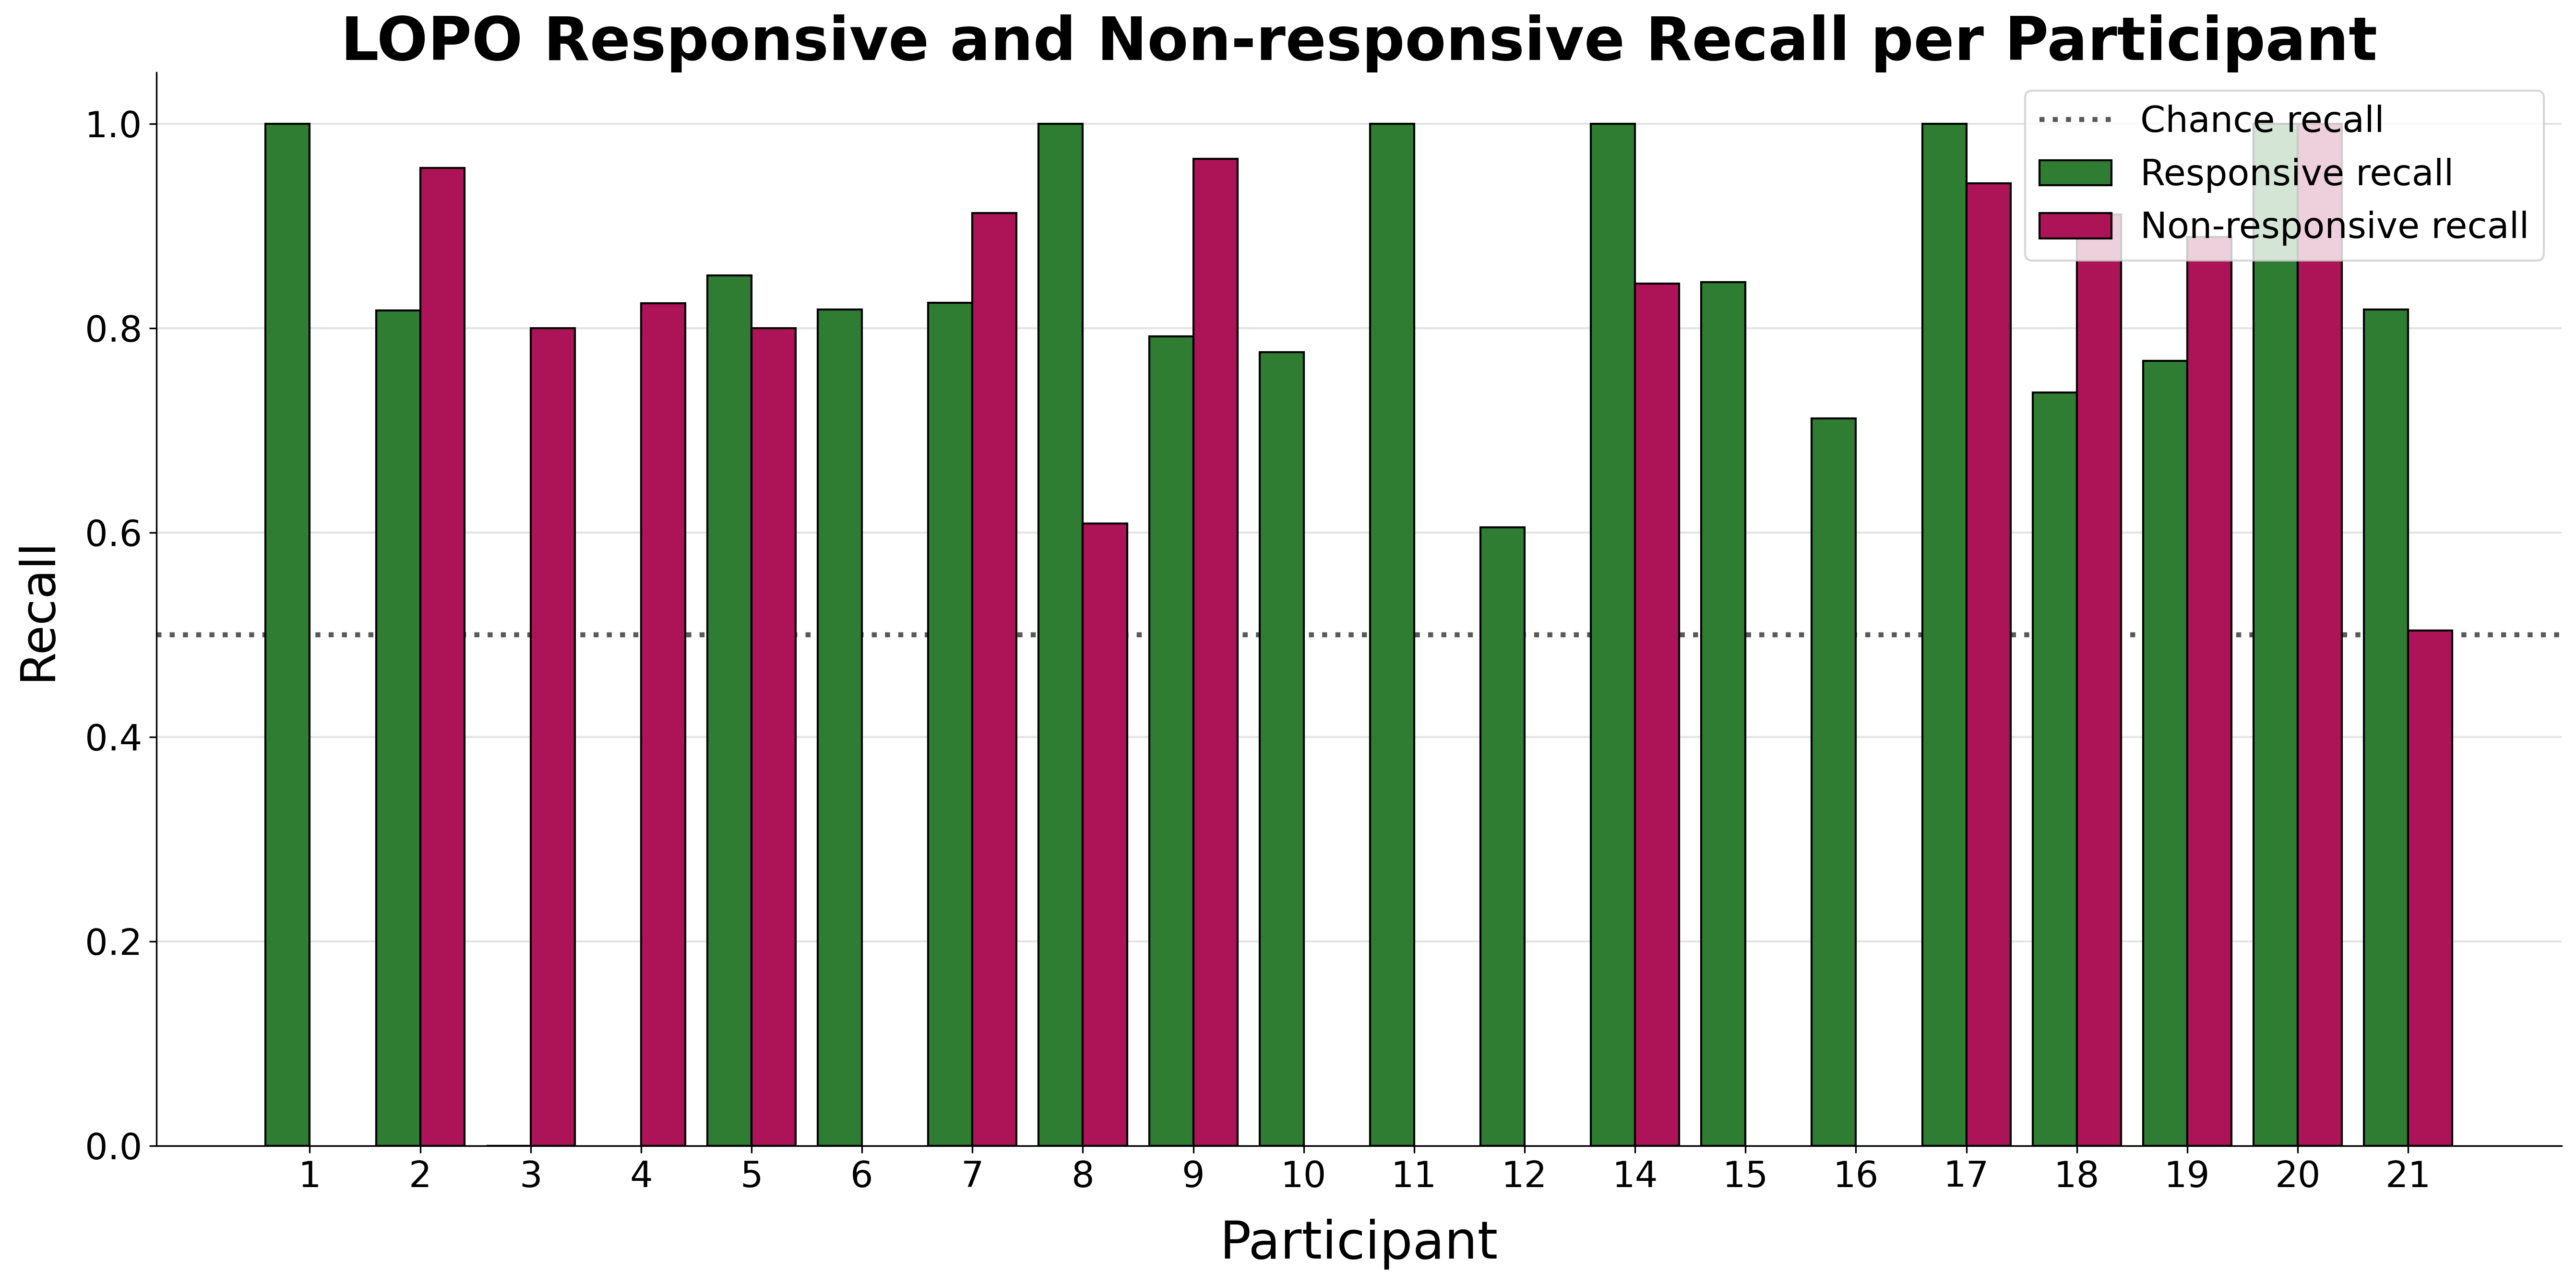 LOPO Responsive and Non-responsive Recall per Participant
Chance recall
Responsive recall
Non-responsive recall
1.0
0.8
0.6
0.4
0.2
0.0
Recall
1 2 3 4 5 6 7 8 9 10 11 12 14 15 16 17 18 19 20 21
Participant